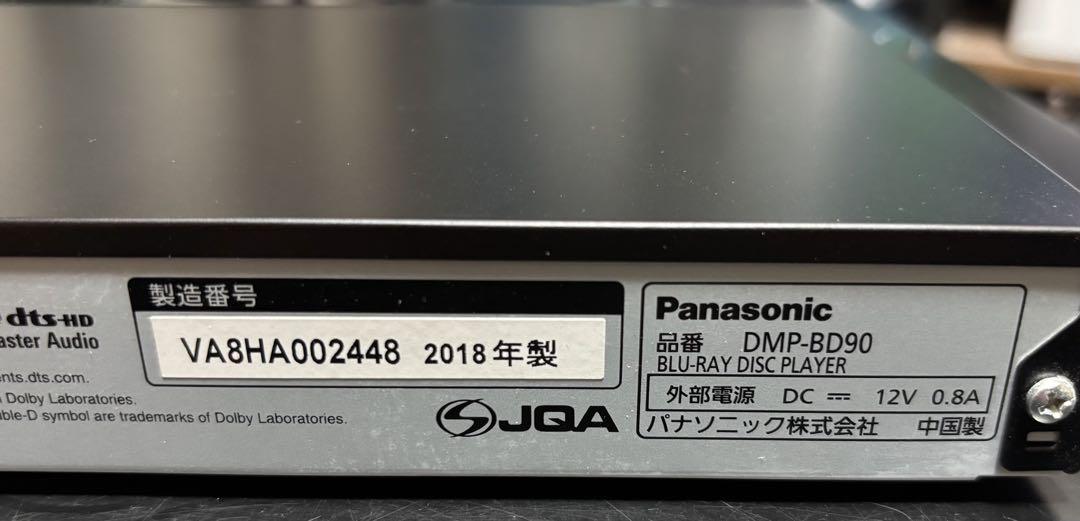 dts-HD
aster Audio
ents.dts.com.
Dolby Laboratories.
ble-D symbol are trademarks of Dolby Laboratories.
製造番号
VA8HA002448 2018年製
JQA
Panasonic
品番 DMP-BD90
BLU-RAY DISC PLAYER
外部電源 DC ⎓ 12V 0.8A
パナソニック株式会社 中国製